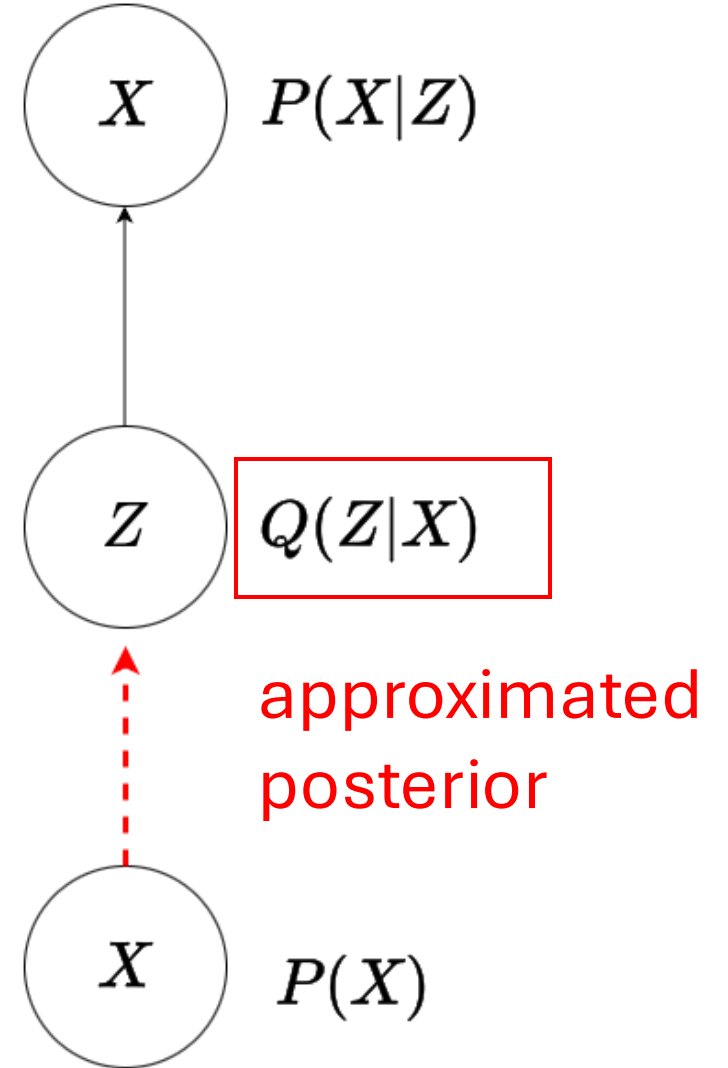 X P(X|Z)
Z Q(Z|X)
approximated
posterior
X P(X)